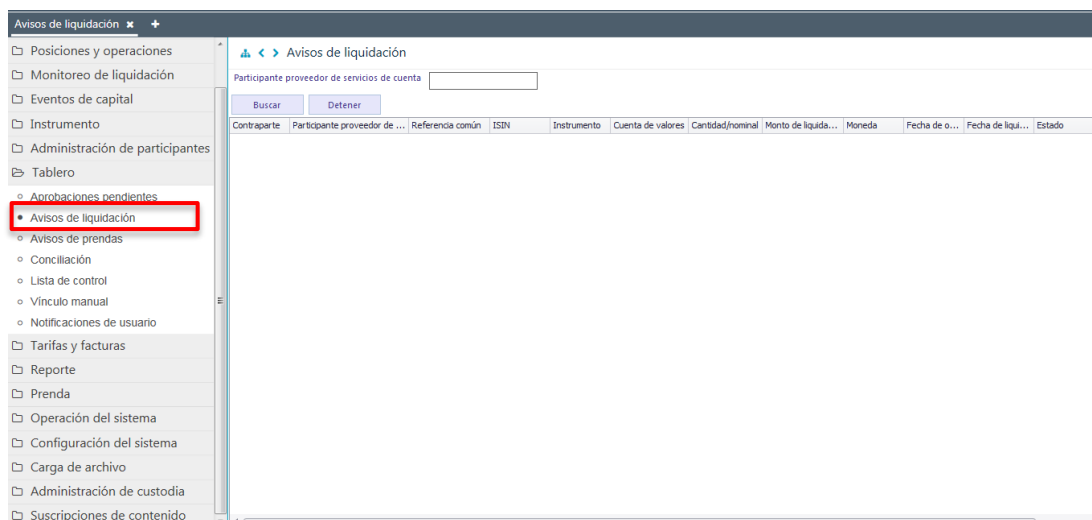 Avisos de liquidación
Posiciones y operaciones
Monitoreo de liquidación
Eventos de capital
Instrumento
Administración de participantes
Tablero
Aprobaciones pendientes
Avisos de liquidación
Avisos de prendas
Conciliación
Lista de control
Vínculo manual
Notificaciones de usuario
Tarifas y facturas
Reporte
Prenda
Operación del sistema
Configuración del sistema
Carga de archivo
Administración de custodia
Suscripciones de contenido
Avisos de liquidación
Participante proveedor de servicios de cuenta
Buscar Detener
Contraparte Participante proveedor de ... Referencia común ISIN Instrumento Cuenta de valores Cantidad/nominal Monto de liquida... Moneda Fecha de o... Fecha de liqui... Estado